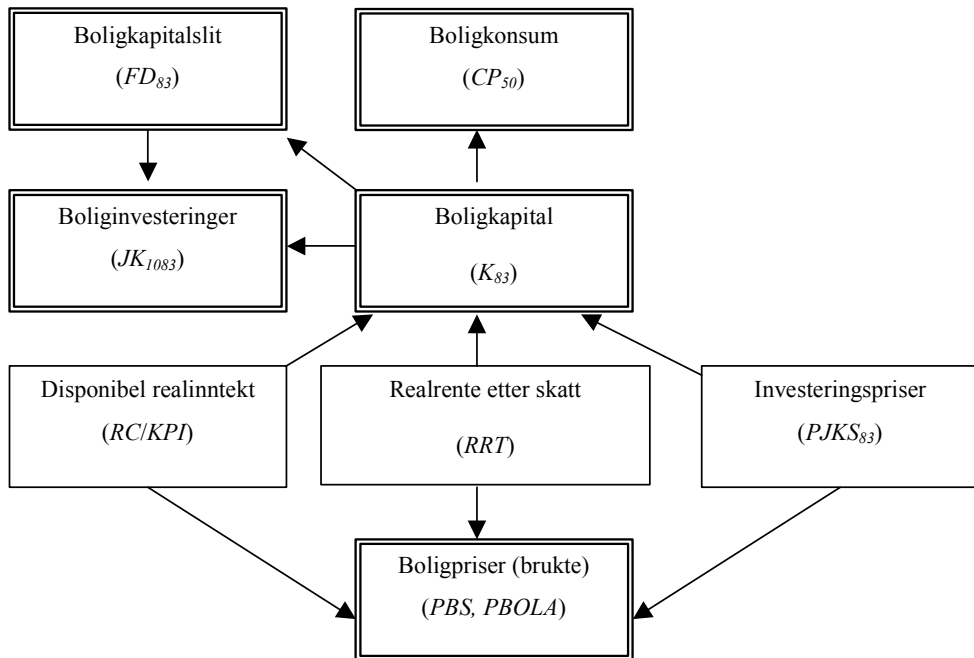 Boligkapitalslit
(FD83)
Boligkonsum
(CP50)
Boliginvesteringer
(JK1083)
Boligkapital
(K83)
Disponibel realinntekt
(RC/KPI)
Realrente etter skatt
(RRT)
Investeringspriser
(PJKS83)
Boligpriser (brukte)
(PBS, PBOLA)